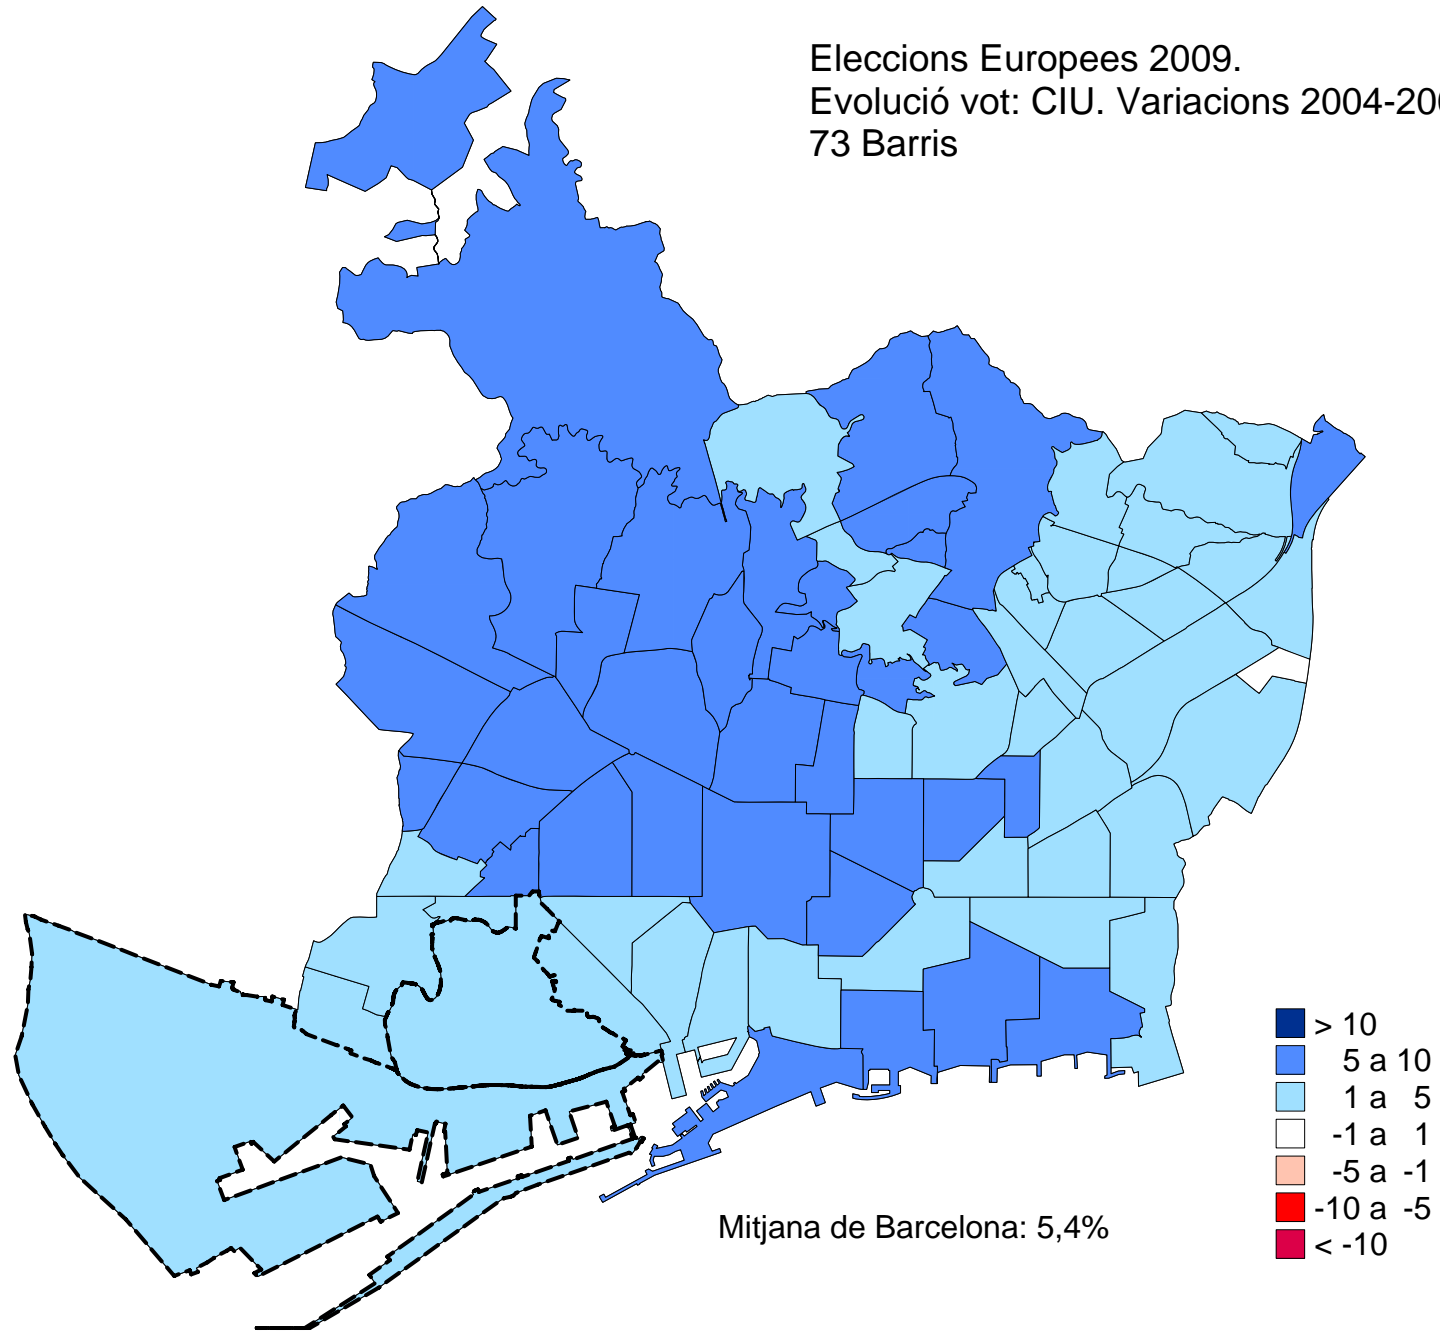 Eleccions Europees 2009.
Evolució vot: CIU. Variacions 2004-200
73 Barris
> 10
5 a 10
1 a 5
-1 a 1
-5 a -1
-10 a -5
< -10
Mitjana de Barcelona: 5,4%